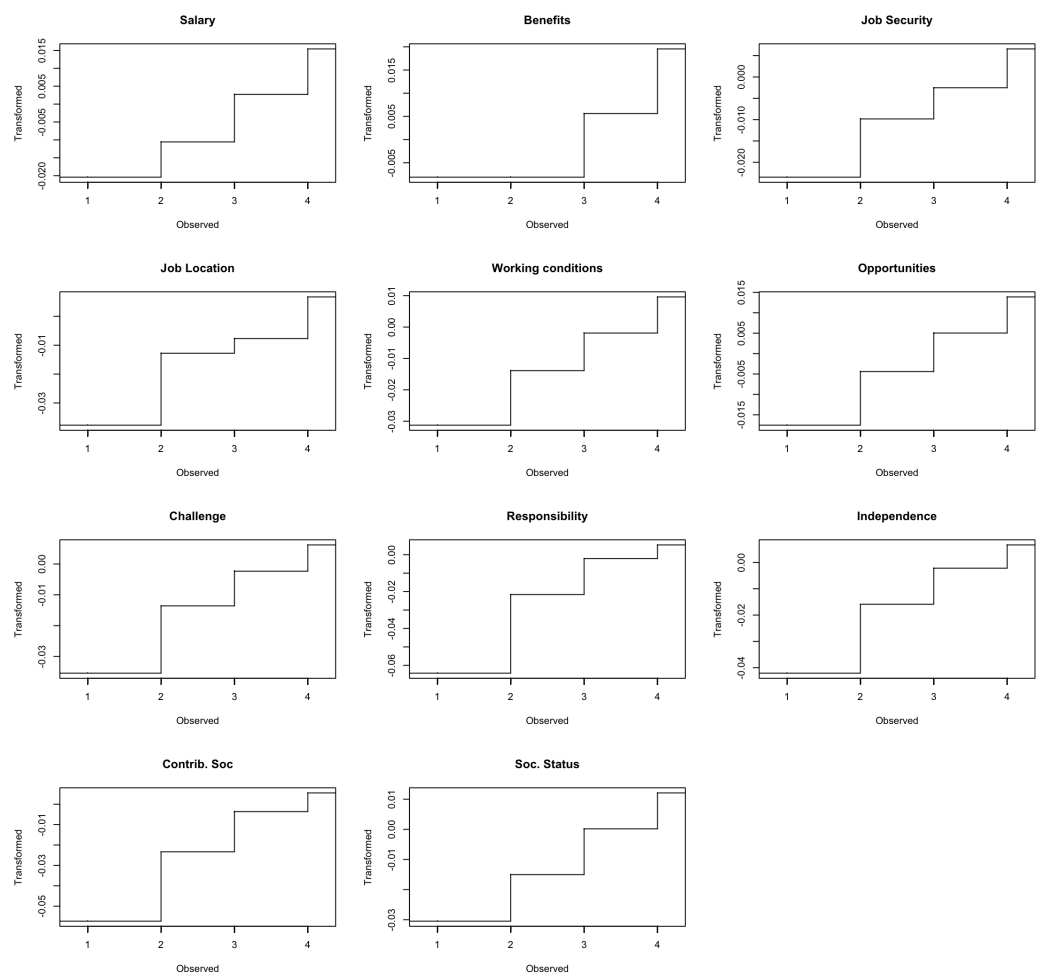 Salary
Transformed
0.015
0.005
-0.005
-0.020
1 2 3 4
Observed
Benefits
Transformed
0.015
0.005
-0.005
1 2 3 4
Observed
Job Security
Transformed
0.000
-0.010
-0.020
1 2 3 4
Observed
Job Location
Transformed
-0.01
-0.03
1 2 3 4
Observed
Working conditions
Transformed
0.01
0.00
-0.01
-0.02
-0.03
1 2 3 4
Observed
Opportunities
Transformed
0.015
0.005
-0.005
-0.015
1 2 3 4
Observed
Challenge
Transformed
0.00
-0.01
-0.03
1 2 3 4
Observed
Responsibility
Transformed
0.00
-0.02
-0.04
-0.06
1 2 3 4
Observed
Independence
Transformed
0.00
-0.02
-0.04
1 2 3 4
Observed
Contrib. Soc
Transformed
-0.01
-0.03
-0.05
1 2 3 4
Observed
Soc. Status
Transformed
0.01
0.00
-0.01
-0.03
1 2 3 4
Observed